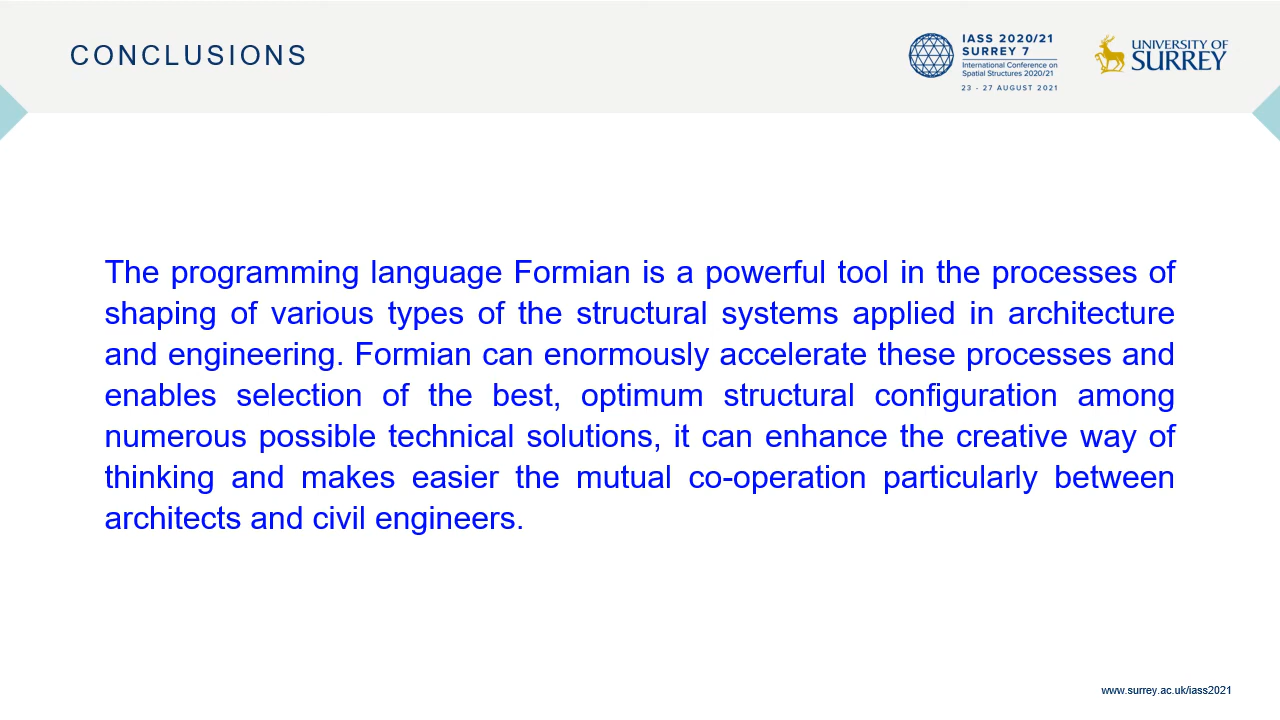 CONCLUSIONS
IASS 2020/21
SURREY 7
International Conference on
Spatial Structures 2020/21
23 - 27 AUGUST 2021
UNIVERSITY OF
SURREY
The programming language Formian is a powerful tool in the processes of
shaping of various types of the structural systems applied in architecture
and engineering. Formian can enormously accelerate these processes and
enables selection of the best, optimum structural configuration among
numerous possible technical solutions, it can enhance the creative way of
thinking and makes easier the mutual co-operation particularly between
architects and civil engineers.
www.surrey.ac.uk/iass2021